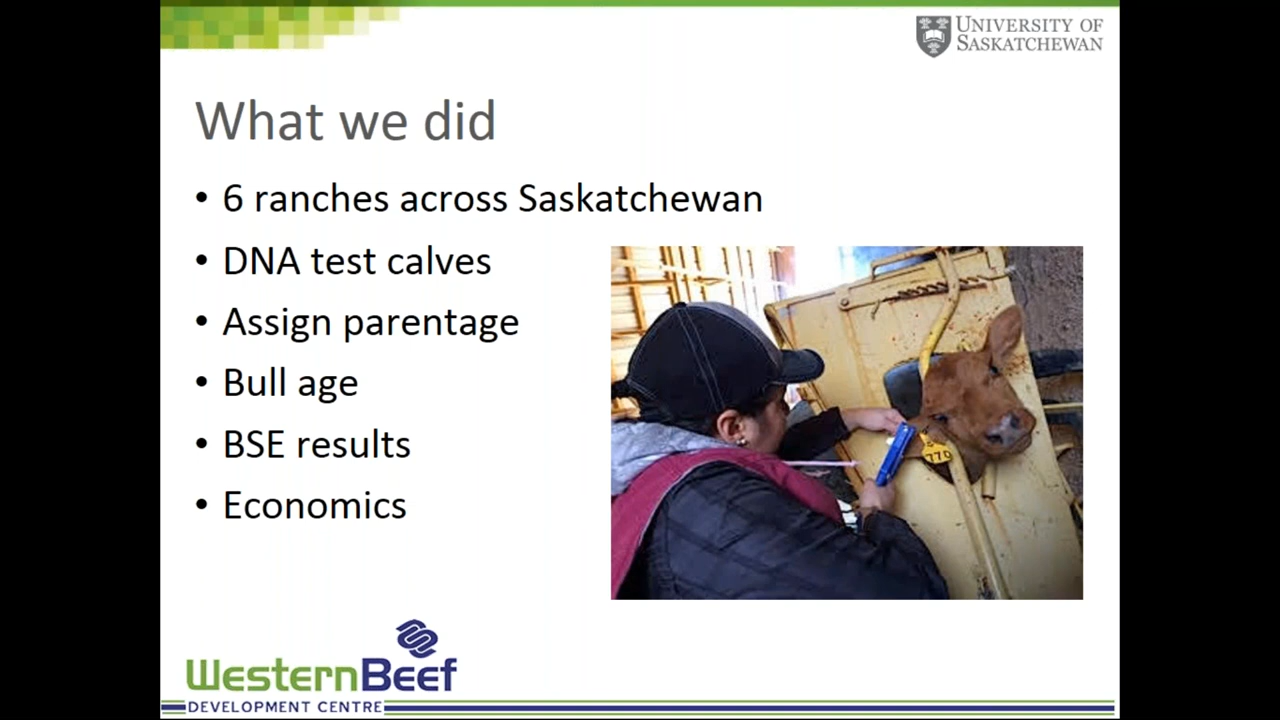 UNIVERSITY OF
SASKATCHEWAN
What we did
• 6 ranches across Saskatchewan
• DNA test calves
• Assign parentage
• Bull age
• BSE results
• Economics
770
WesternBeef
DEVELOPMENT CENTRE